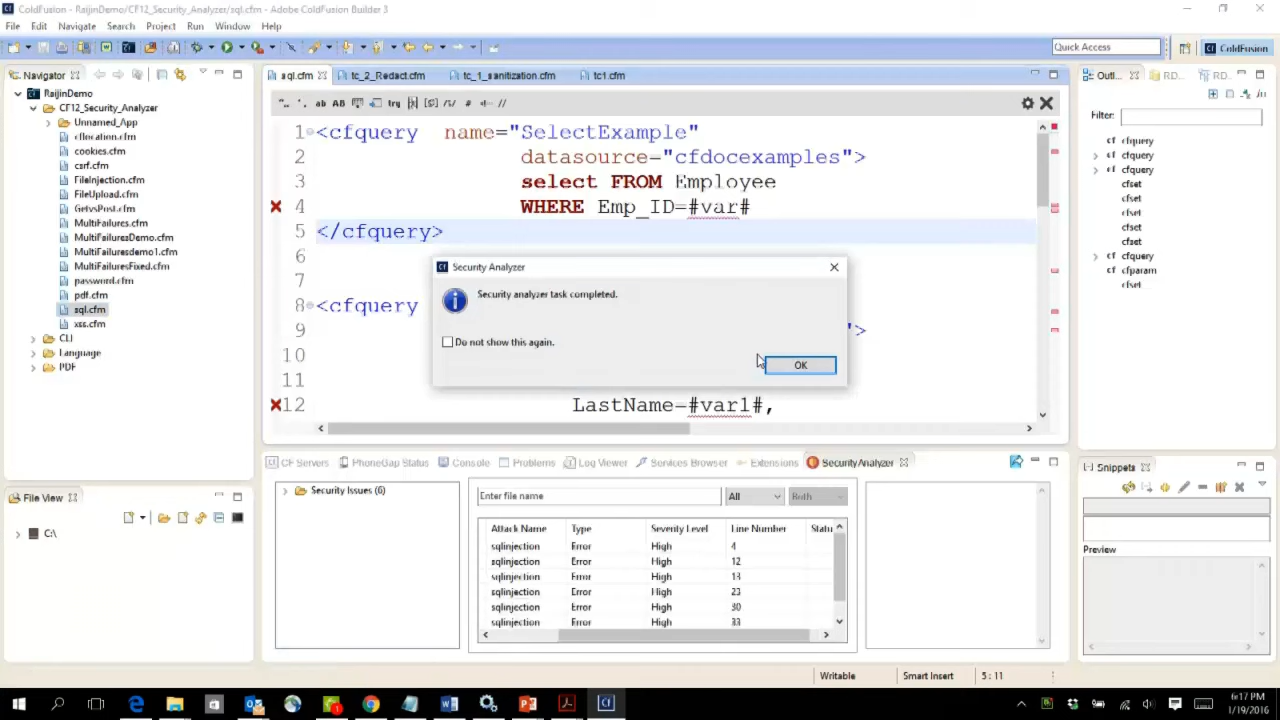 ColdFusion - RaijinDemo/CF12_Security_Analyzer/sql.cfm - Adobe ColdFusion Builder 3
File Edit Navigate Search Project Run Window Help
Quick Access
ColdFusion
Navigator
RaijinDemo
CF12_Security_Analyzer
Unnamed_App
cflocation.cfm
cookies.cfm
csrf.cfm
FileInjection.cfm
FileUpload.cfm
GetvsPost.cfm
MultiFailures.cfm
MultiFailuresDemo.cfm
MultiFailuresdemo1.cfm
MultiFailuresFixed.cfm
password.cfm
pdf.cfm
sql.cfm
xss.cfm
CLI
Language
PDF
File View
C:\
sql.cfm tc_2_Redact.cfm tc_1_sanitization.cfm tc1.cfm
1 <cfquery name="SelectExample"
2 datasource="cfdocexamples">
3 select FROM Employee
4 WHERE Emp_ID=#var#
5 </cfquery>
6
7
8 <cfquery
9 ">
10
11
12 LastName=#var1#,
Security Analyzer
Security analyzer task completed.
Do not show this again.
OK
CF Servers PhoneGap Status Console Problems Log Viewer Services Browser Extensions Security Analyzer
Security Issues (6)
Enter file name All Both
Attack Name Type Severity Level Line Number Statu
sqlinjection Error High 4
sqlinjection Error High 12
sqlinjection Error High 13
sqlinjection Error High 23
sqlinjection Error High 30
sqlinjection Error High 33
Outl... RD... RD...
Filter:
cfquery
cfquery
cfquery
cfset
cfset
cfset
cfset
cfset
cfquery
cfparam
cfset
Snippets
Preview
Writable Smart Insert 5 : 11
6:17 PM
1/19/2016